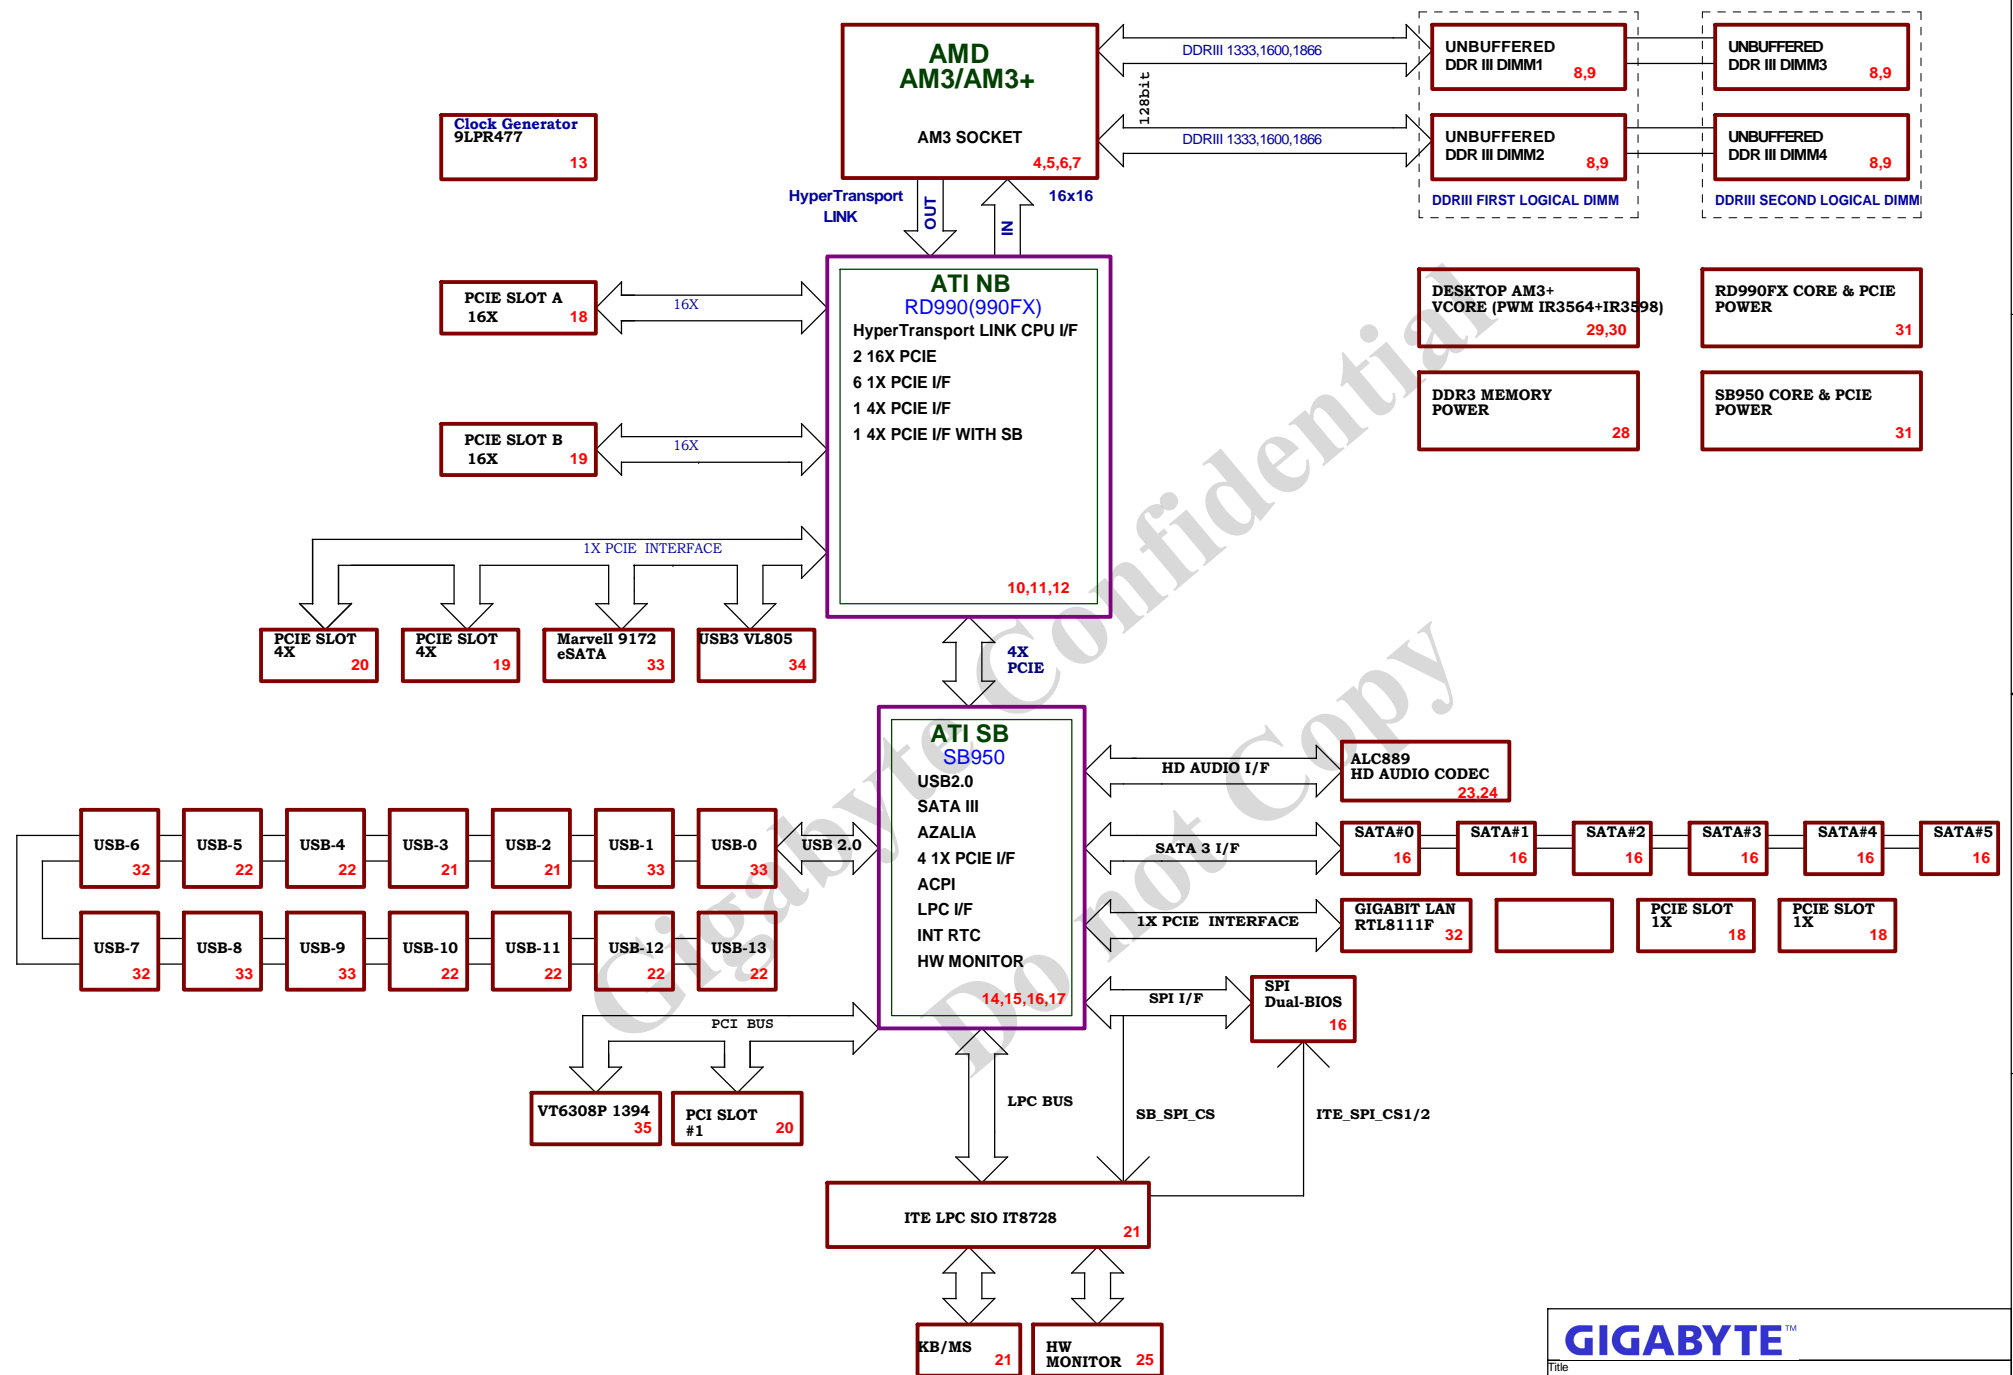 AMD
AM3/AM3+
AM3 SOCKET
4,5,6,7
DDRIII 1333,1600,1866
128bit
DDRIII 1333,1600,1866
UNBUFFERED
DDR III DIMM1
8,9
UNBUFFERED
DDR III DIMM3
8,9
UNBUFFERED
DDR III DIMM2
8,9
UNBUFFERED
DDR III DIMM4
8,9
DDRIII FIRST LOGICAL DIMM
DDRIII SECOND LOGICAL DIMM
Clock Generator
9LPR477
13
HyperTransport
LINK
OUT
IN
16x16
ATI NB
RD990(990FX)
HyperTransport LINK CPU I/F
2 16X PCIE
6 1X PCIE I/F
1 4X PCIE I/F
1 4X PCIE I/F WITH SB
10,11,12
PCIE SLOT A
16X
18
16X
PCIE SLOT B
16X
19
16X
DESKTOP AM3+
VCORE (PWM IR3564+IR3598)
29,30
RD990FX CORE & PCIE
POWER
31
DDR3 MEMORY
POWER
28
SB950 CORE & PCIE
POWER
31
1X PCIE  INTERFACE
PCIE SLOT
4X
20
PCIE SLOT
4X
19
Marvell 9172
eSATA
33
USB3 VL805
34
4X
PCIE
ATI SB
SB950
USB2.0
SATA III
AZALIA
4 1X PCIE I/F
ACPI
LPC I/F
INT RTC
HW MONITOR
14,15,16,17
HD AUDIO I/F
ALC889
HD AUDIO CODEC
23.24
SATA 3 I/F
SATA#0
16
SATA#1
16
SATA#2
16
SATA#3
16
SATA#4
16
SATA#5
16
1X PCIE  INTERFACE
GIGABIT LAN
RTL8111F
32
PCIE SLOT
1X
18
PCIE SLOT
1X
18
SPI I/F
SPI
Dual-BIOS
16
USB-6
32
USB-5
22
USB-4
22
USB-3
21
USB-2
21
USB-1
33
USB-0
33
USB 2.0
USB-7
32
USB-8
33
USB-9
33
USB-10
22
USB-11
22
USB-12
22
USB-13
22
PCI BUS
VT6308P 1394
35
PCI SLOT
#1
20
LPC BUS
SB_SPI_CS
ITE_SPI_CS1/2
ITE LPC SIO IT8728
21
KB/MS
21
HW
MONITOR
25
Gigabyte Confidential
Do not Copy
GIGABYTE™
Title